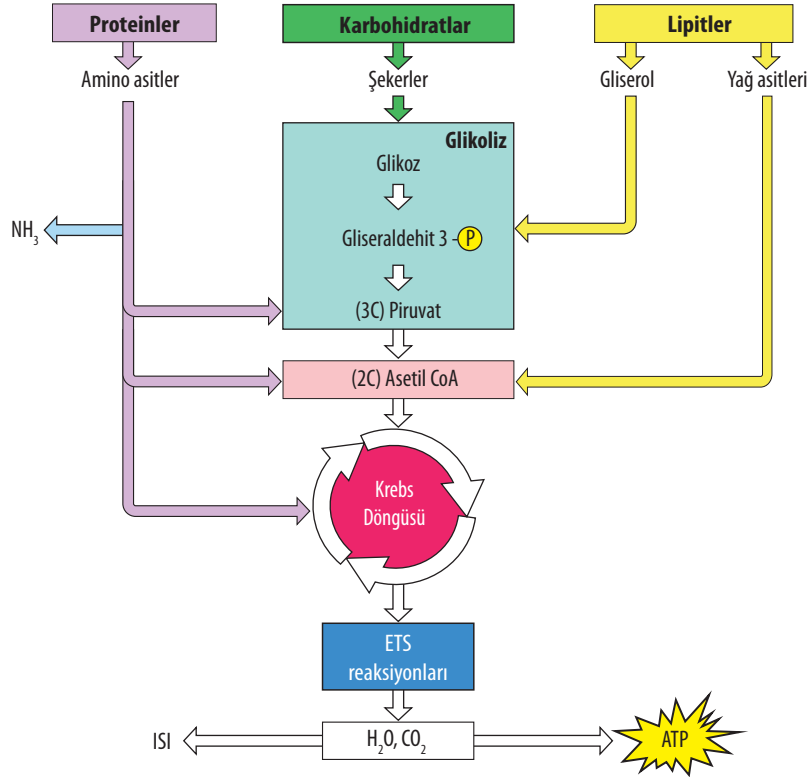 Proteinler
Karbohidratlar
Lipitler
Amino asitler
Şekerler
Gliserol
Yağ asitleri
Glikoliz
Glikoz
NH₃
Gliseraldehit 3 - P
(3C) Piruvat
(2C) Asetil CoA
Krebs
Döngüsü
ETS
reaksiyonları
ISI
H₂O, CO₂
ATP